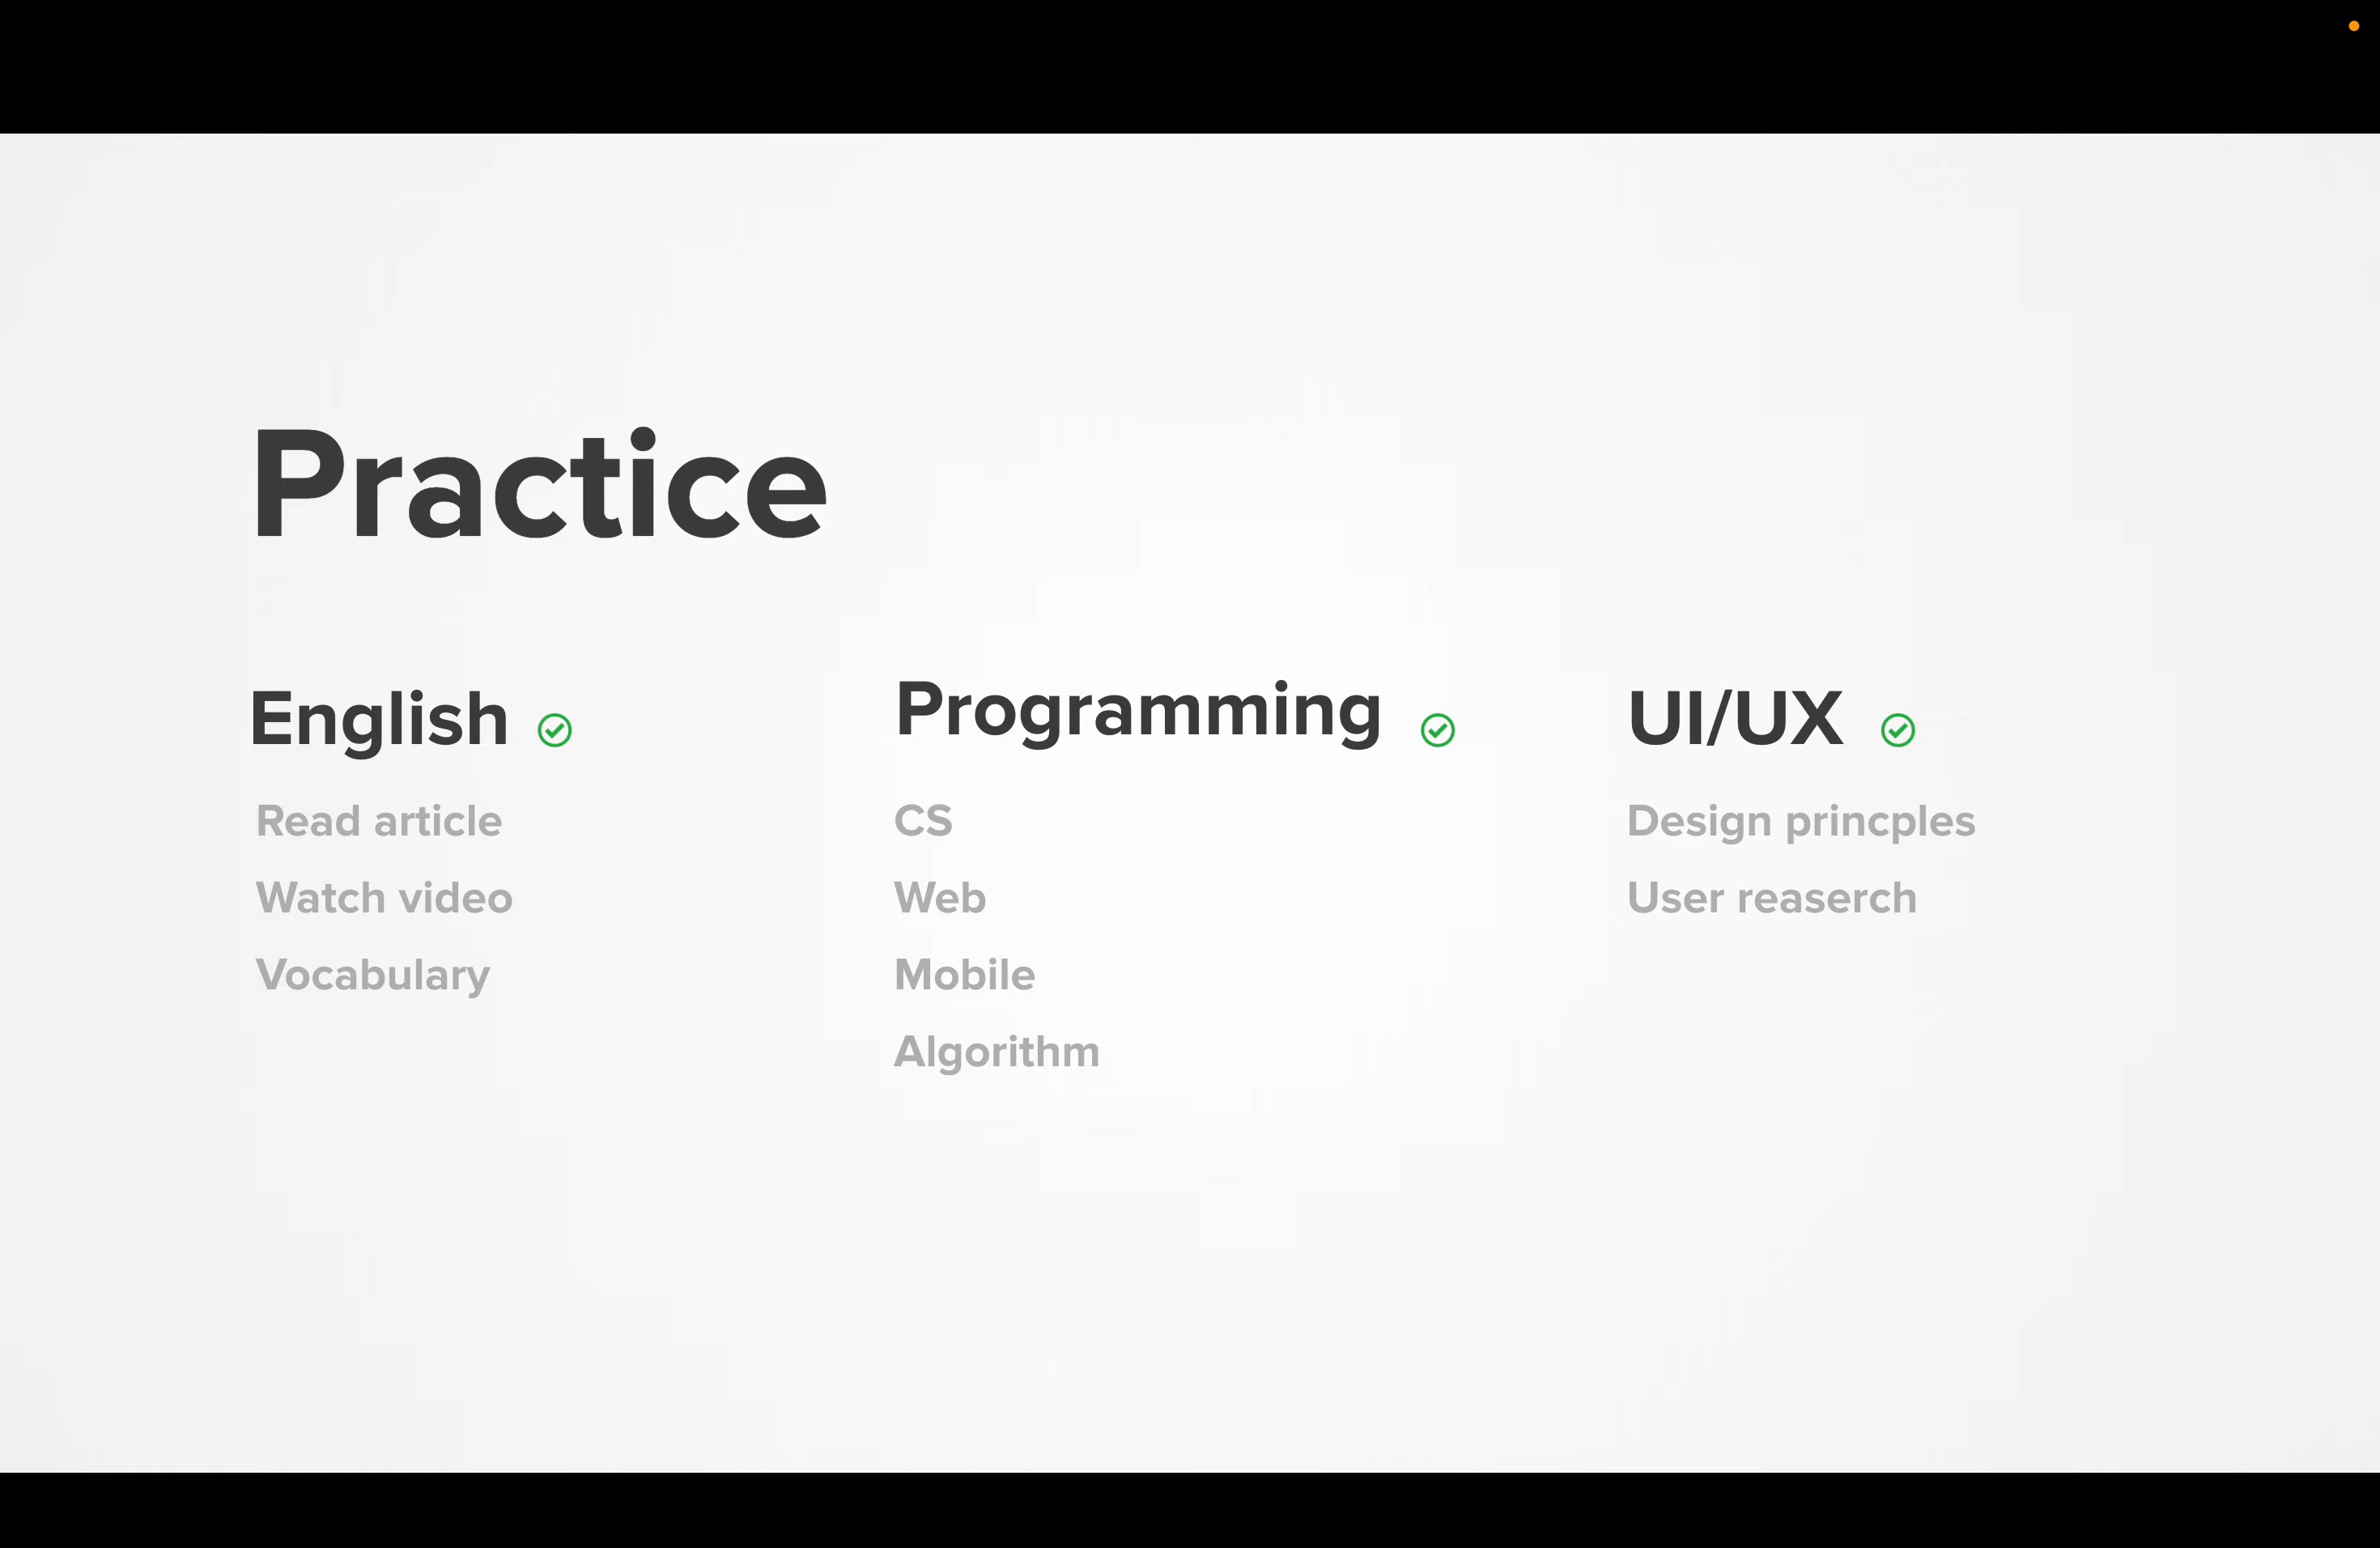 Practice
English
Read article
Watch video
Vocabulary
Programming
CS
Web
Mobile
Algorithm
UI/UX
Design princples
User reaserch